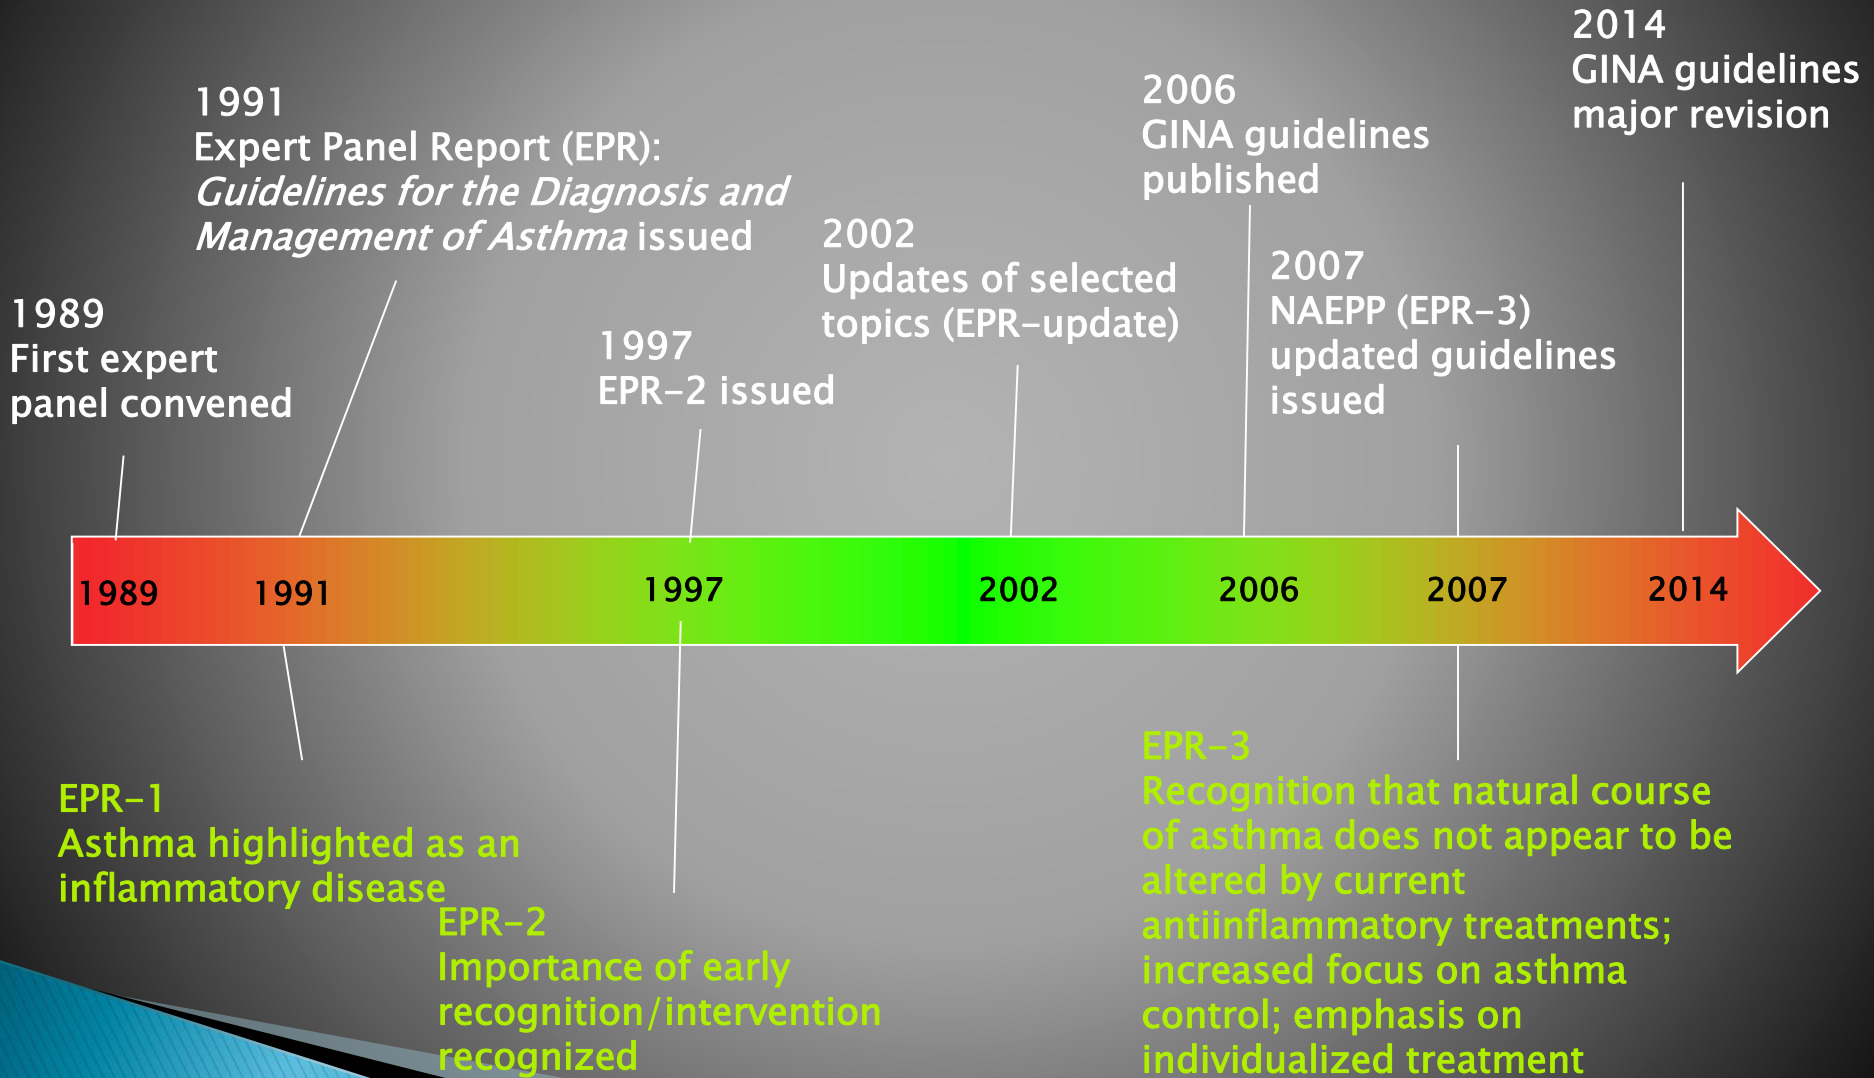 2014
GINA guidelines
major revision
1991
Expert Panel Report (EPR):
Guidelines for the Diagnosis and
Management of Asthma issued
2006
GINA guidelines
published
2002
Updates of selected
topics (EPR-update)
2007
NAEPP (EPR-3)
updated guidelines
issued
1989
First expert
panel convened
1997
EPR-2 issued
1989
1991
1997
2002
2006
2007
2014
EPR-1
Asthma highlighted as an
inflammatory disease
EPR-2
Importance of early
recognition/intervention
recognized
EPR-3
Recognition that natural course
of asthma does not appear to be
altered by current
antiinflammatory treatments;
increased focus on asthma
control; emphasis on
individualized treatment